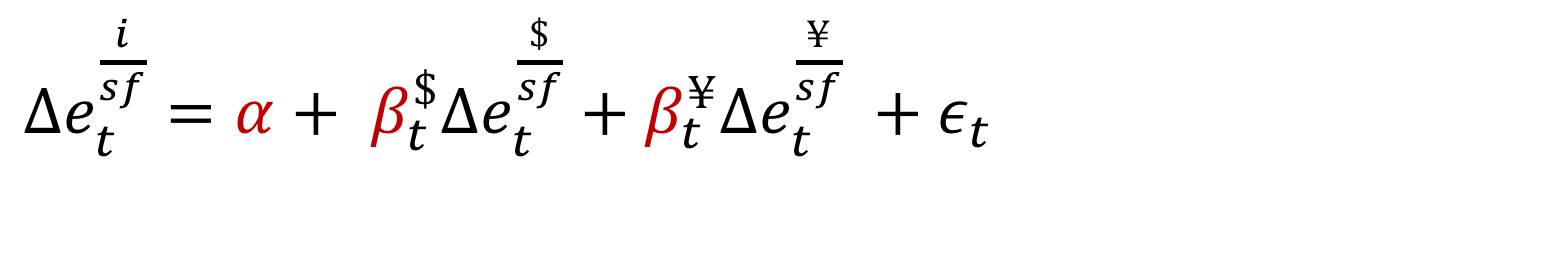 Δe_t^{i/sf} = α + β_t^$ Δe_t^{$/sf} + β_t^¥ Δe_t^{¥/sf} + ϵ_t